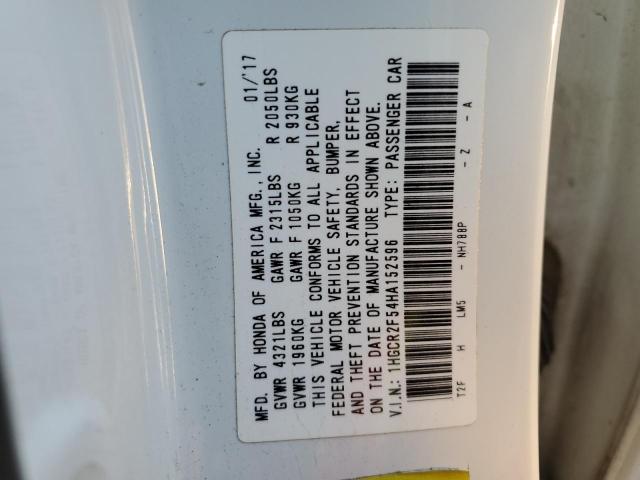 MFD. BY HONDA OF AMERICA MFG., INC. 01/'17
GVWR 4321LBS GAWR F 2315LBS R 2050LBS
GVWR 1960KG GAWR F 1050KG R 930KG
THIS VEHICLE CONFORMS TO ALL APPLICABLE
FEDERAL MOTOR VEHICLE SAFETY, BUMPER,
AND THEFT PREVENTION STANDARDS IN EFFECT
ON THE DATE OF MANUFACTURE SHOWN ABOVE.
V.I.N.: 1HGCR2F54HA152596 TYPE: PASSENGER CAR
T2F H LM5 - NH788P - Z - A